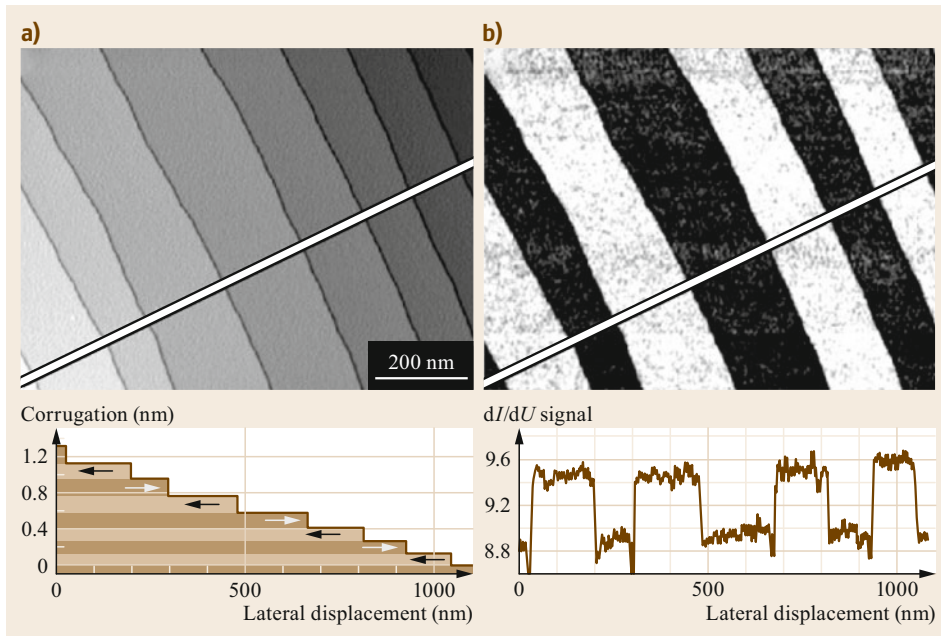 a)
200 nm
Corrugation (nm)
1.2
0.8
0.4
0
0 500 1000
Lateral displacement (nm)
b)
dI/dU signal
9.6
9.2
8.8
0 500 1000
Lateral displacement (nm)